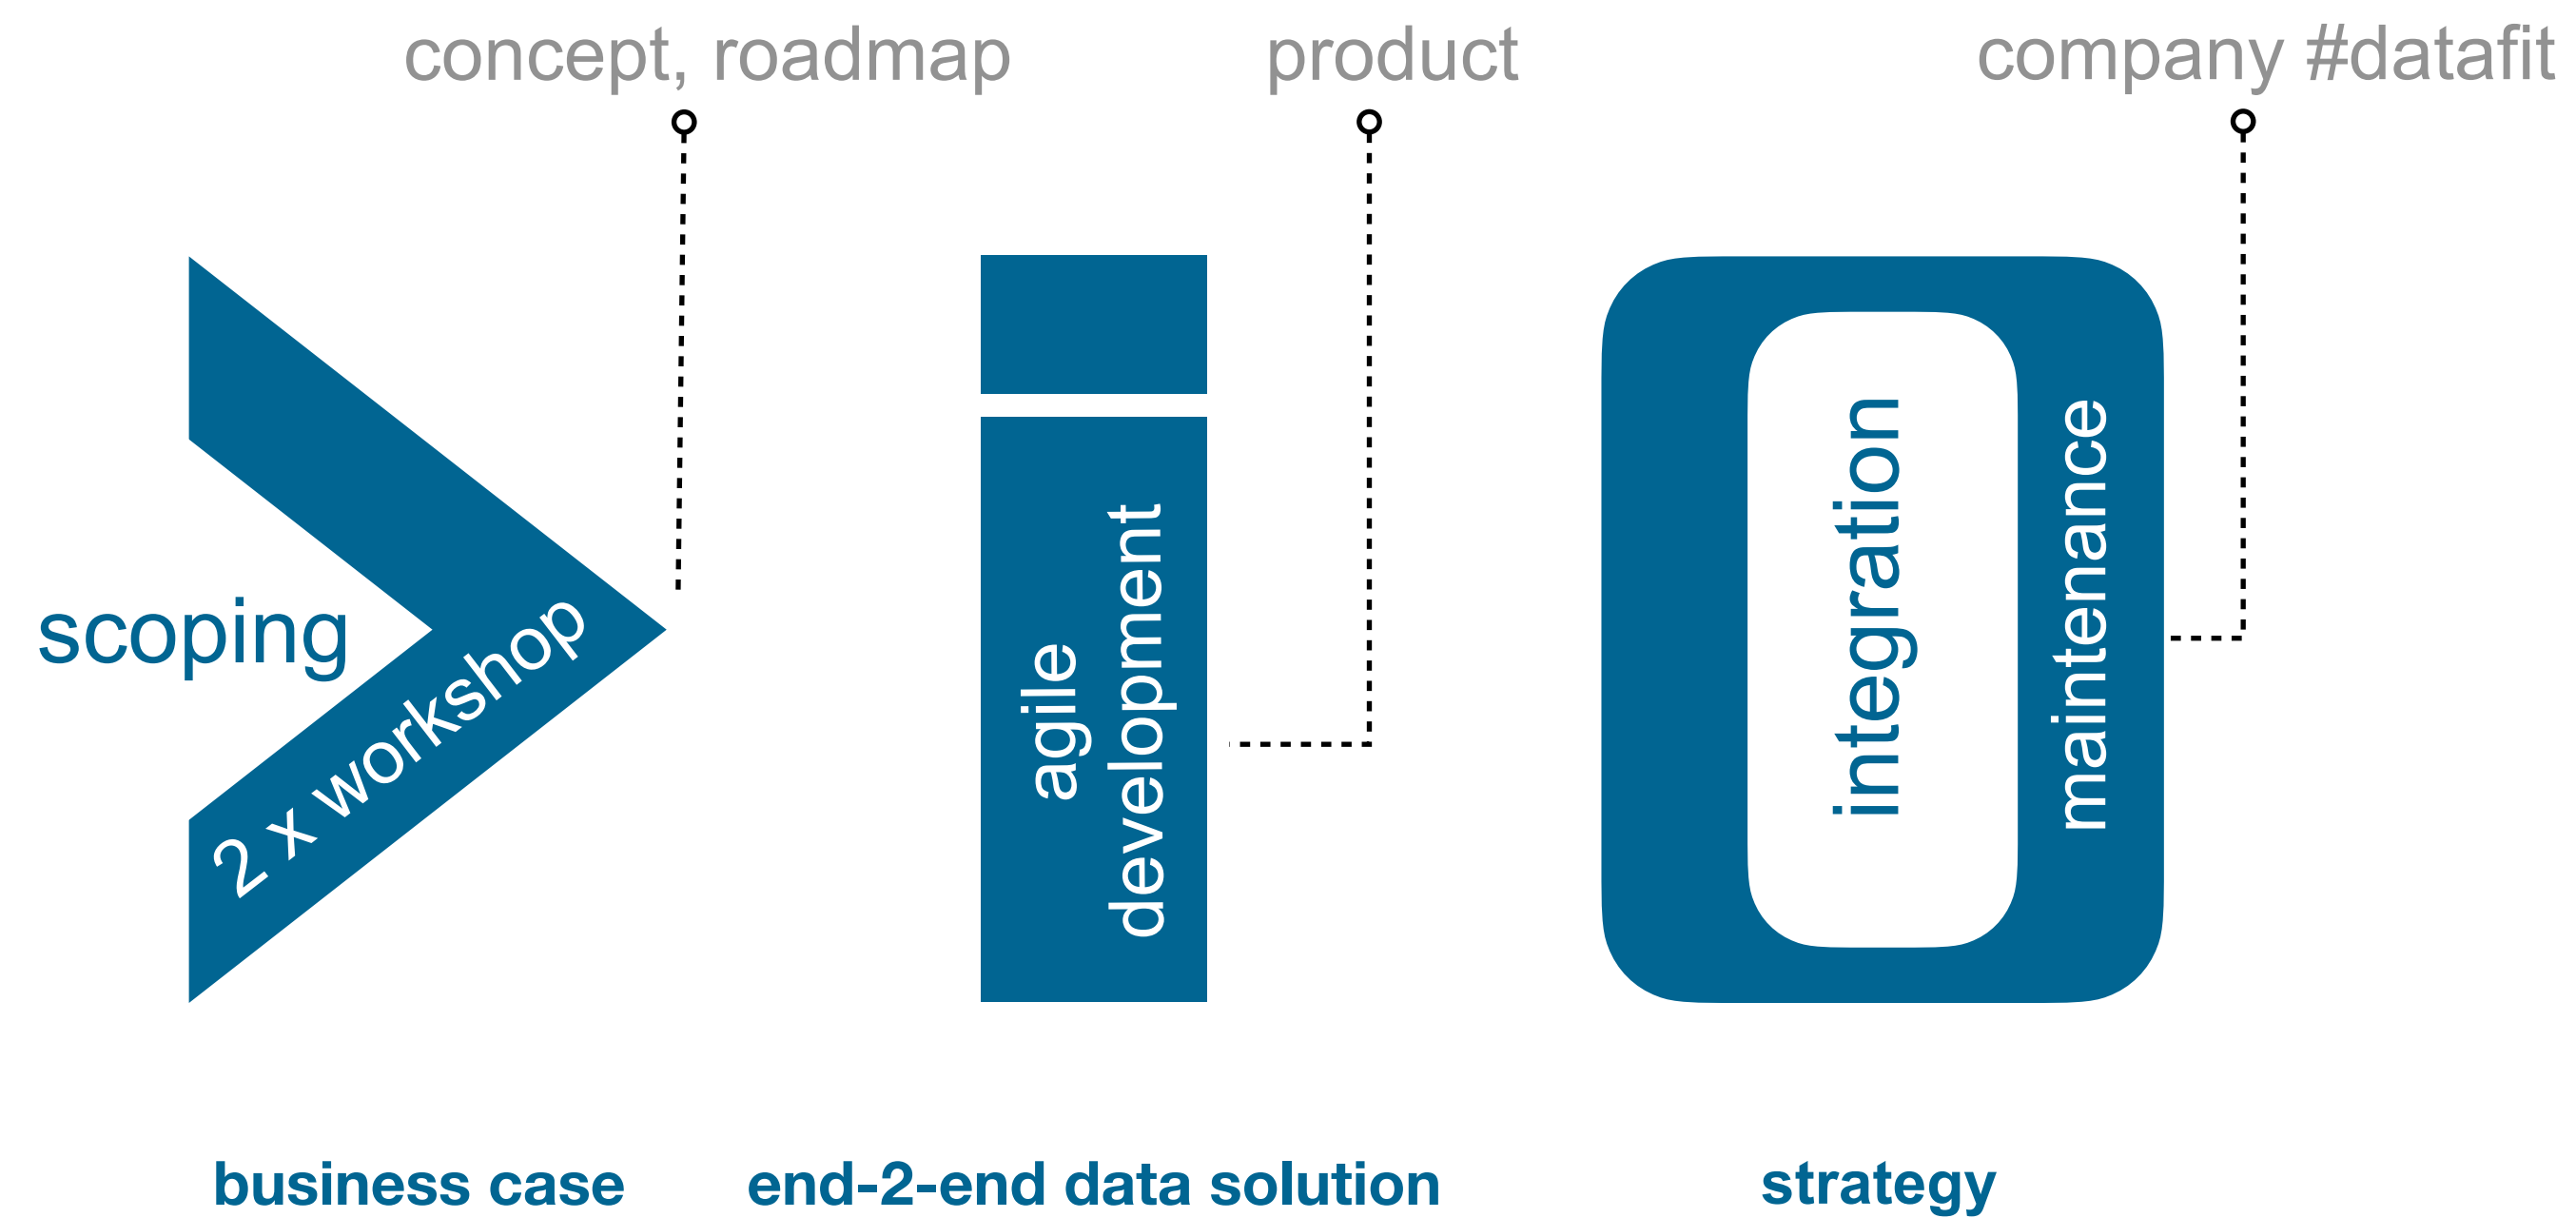 concept, roadmap
product
company #datafit
scoping
2 x workshop
agile
development
integration
maintenance
business case
end-2-end data solution
strategy